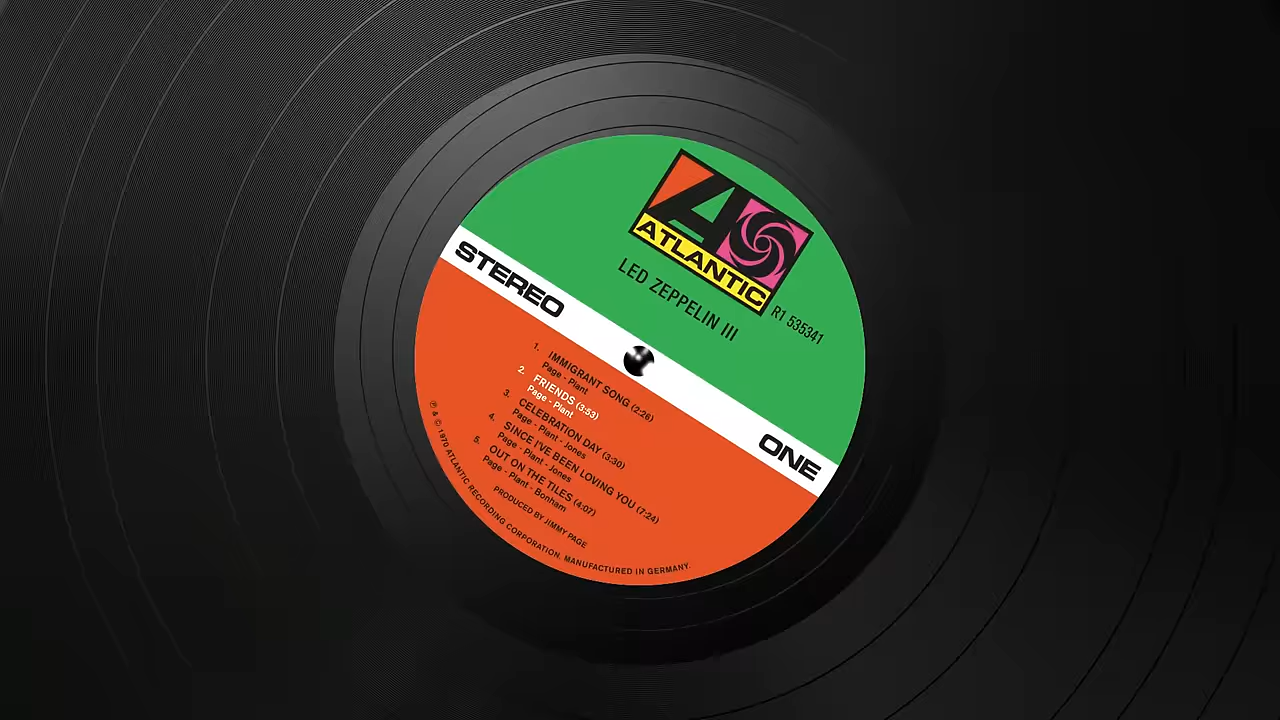 ATLANTIC
LED ZEPPELIN III
R1 535341
STEREO
ONE
1. IMMIGRANT SONG (2:26)
Page - Plant
2. FRIENDS (3:53)
Page - Plant
3. CELEBRATION DAY (3:30)
Page - Plant - Jones
4. SINCE I'VE BEEN LOVING YOU (7:24)
Page - Plant - Jones
5. OUT ON THE TILES (4:07)
Page - Plant - Bonham
PRODUCED BY JIMMY PAGE
℗ & © 1970 ATLANTIC RECORDING CORPORATION. MANUFACTURED IN GERMANY.